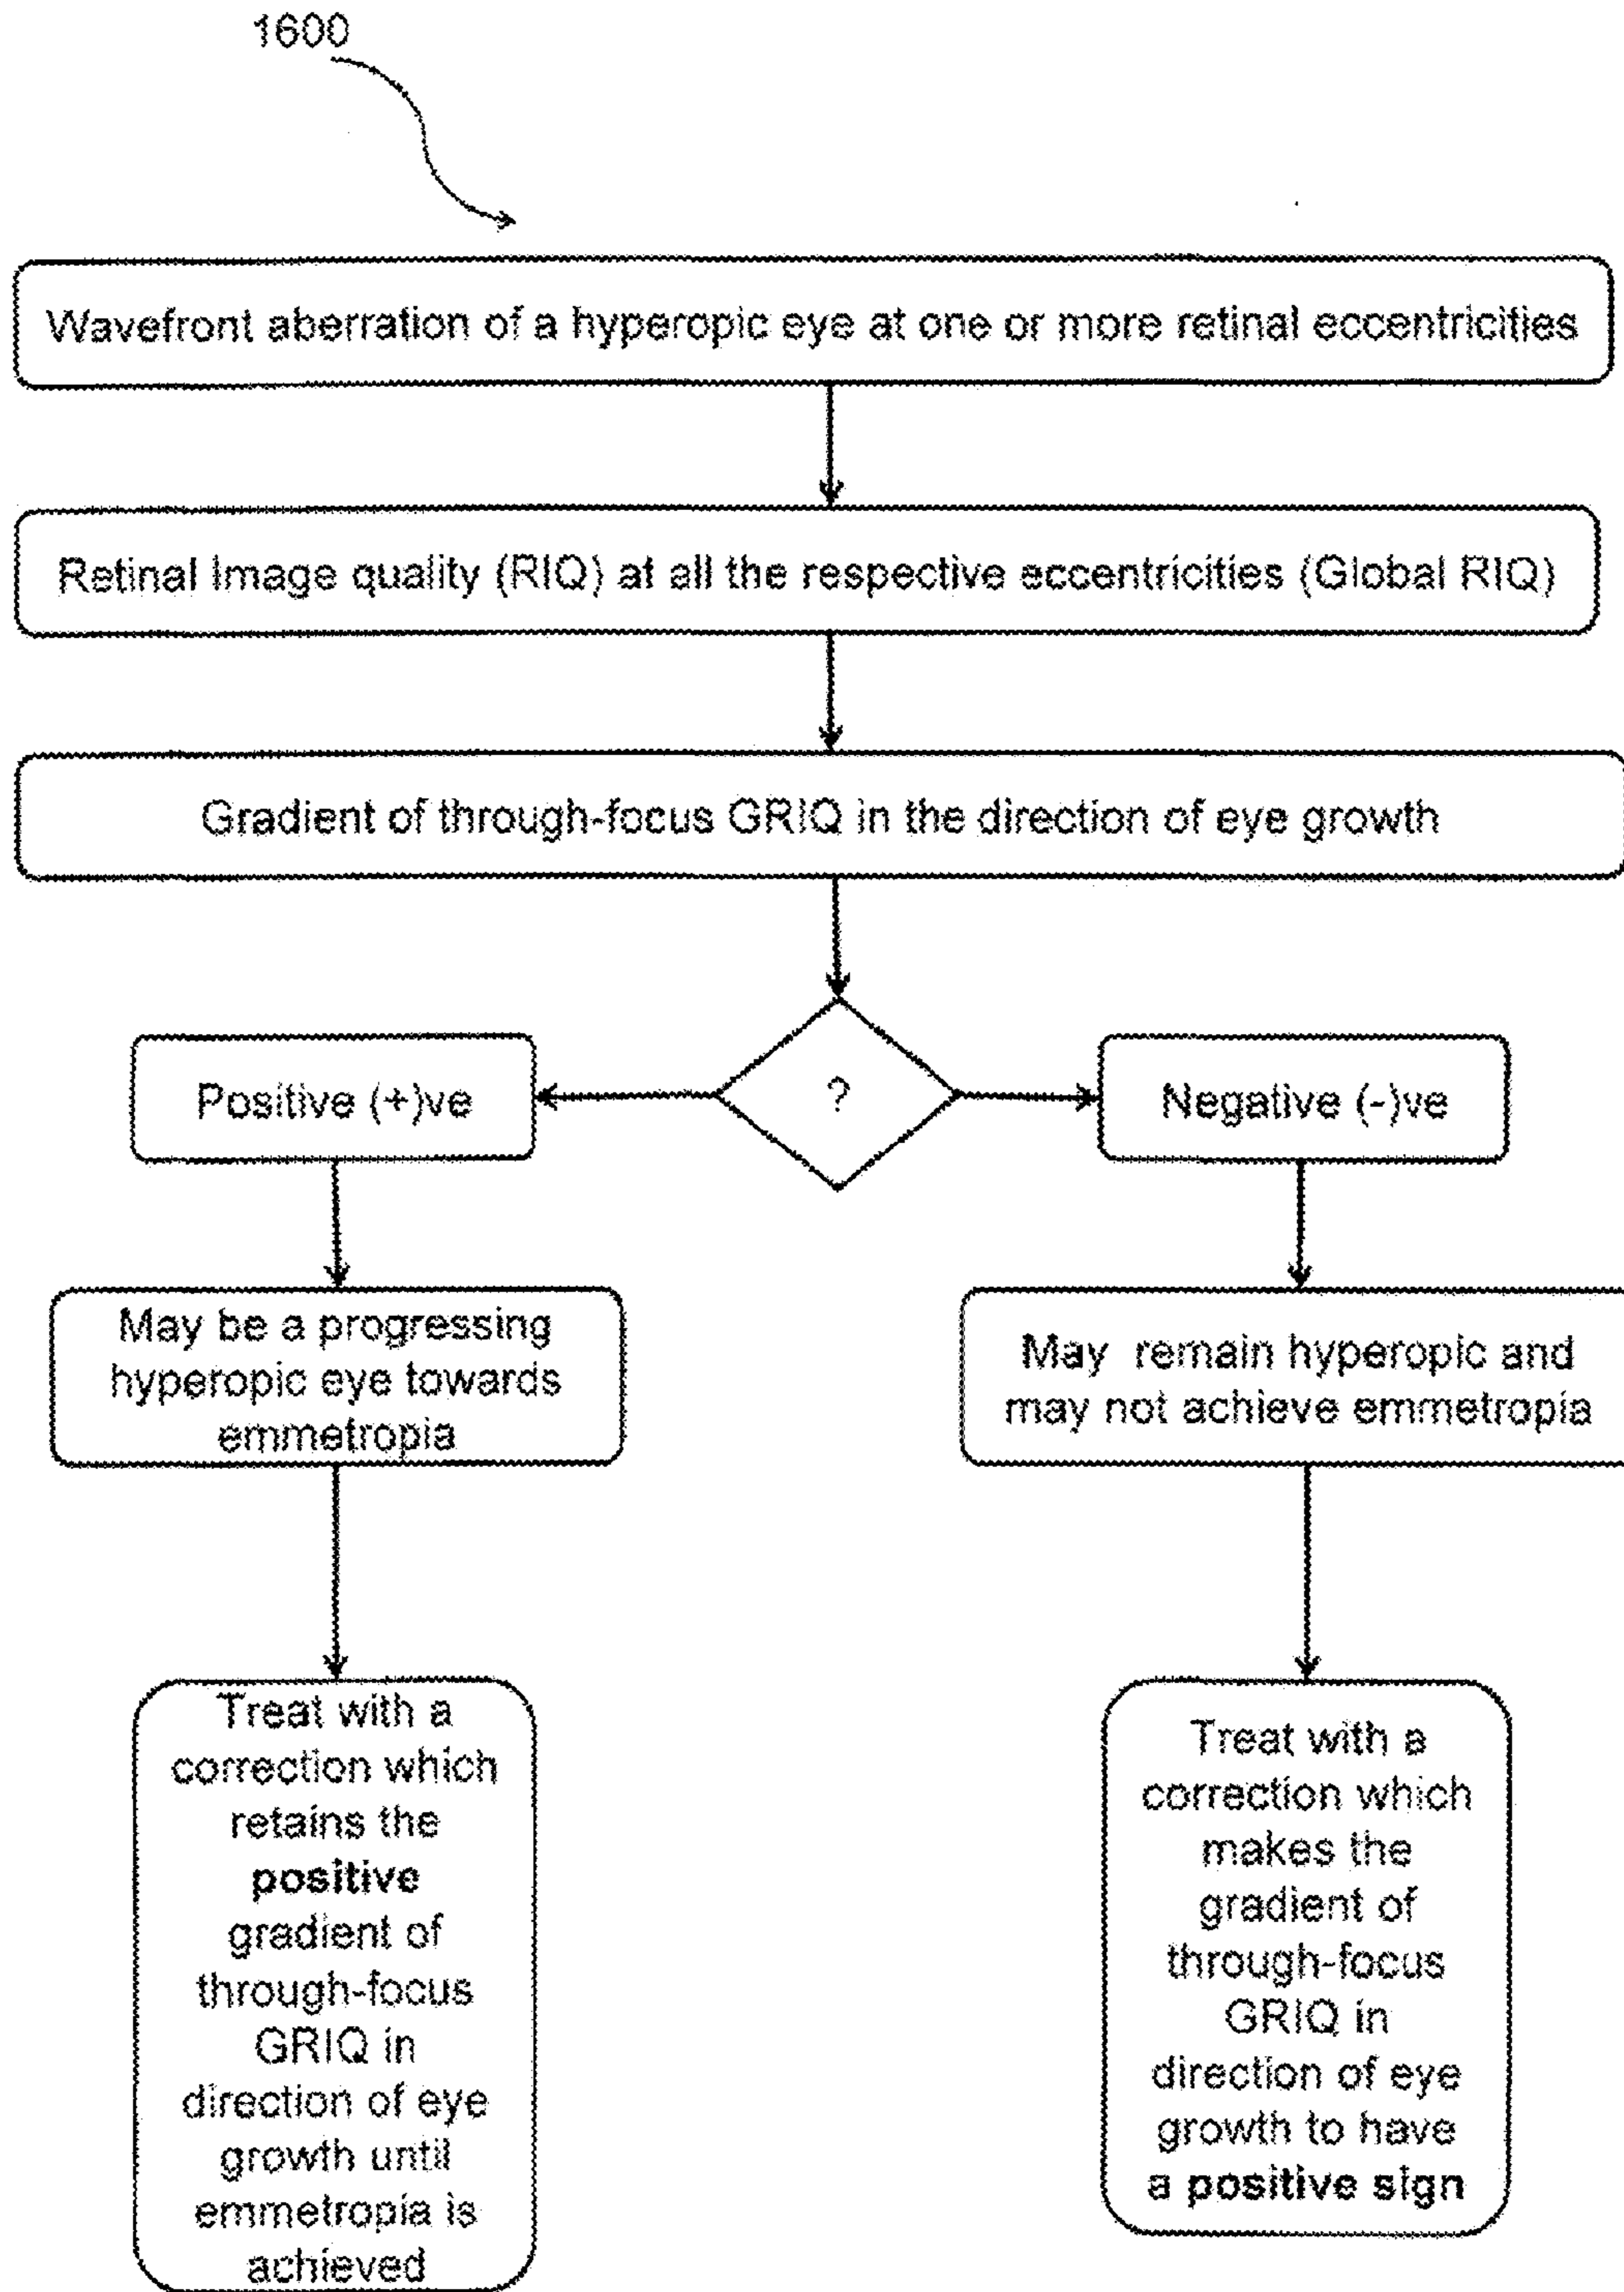 1600
Wavefront aberration of a hyperopic eye at one or more retinal eccentricities
Retinal Image quality (RIQ) at all the respective eccentricities (Global RIQ)
Gradient of through-focus GRIQ in the direction of eye growth
?
Positive (+)ve
Negative (-)ve
May be a progressing
hyperopic eye towards
emmetropia
May remain hyperopic and
may not achieve emmetropia
Treat with a
correction which
retains the
positive
gradient of
through-focus
GRIQ in
direction of eye
growth until
emmetropia is
achieved
Treat with a
correction which
makes the
gradient of
through-focus
GRIQ in
direction of eye
growth to have
a positive sign